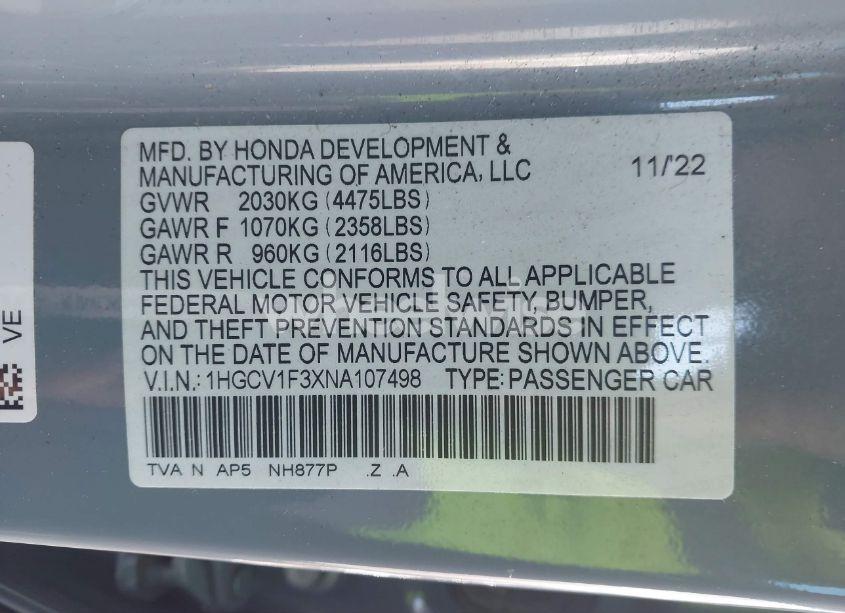 MFD. BY HONDA DEVELOPMENT &
MANUFACTURING OF AMERICA, LLC 11/'22
GVWR 2030KG (4475LBS)
GAWR F 1070KG (2358LBS)
GAWR R 960KG (2116LBS)
THIS VEHICLE CONFORMS TO ALL APPLICABLE
FEDERAL MOTOR VEHICLE SAFETY, BUMPER,
AND THEFT PREVENTION STANDARDS IN EFFECT
ON THE DATE OF MANUFACTURE SHOWN ABOVE.
V.I.N.: 1HGCV1F3XNA107498 TYPE: PASSENGER CAR
TVA N AP5 NH877P .Z .A
VE